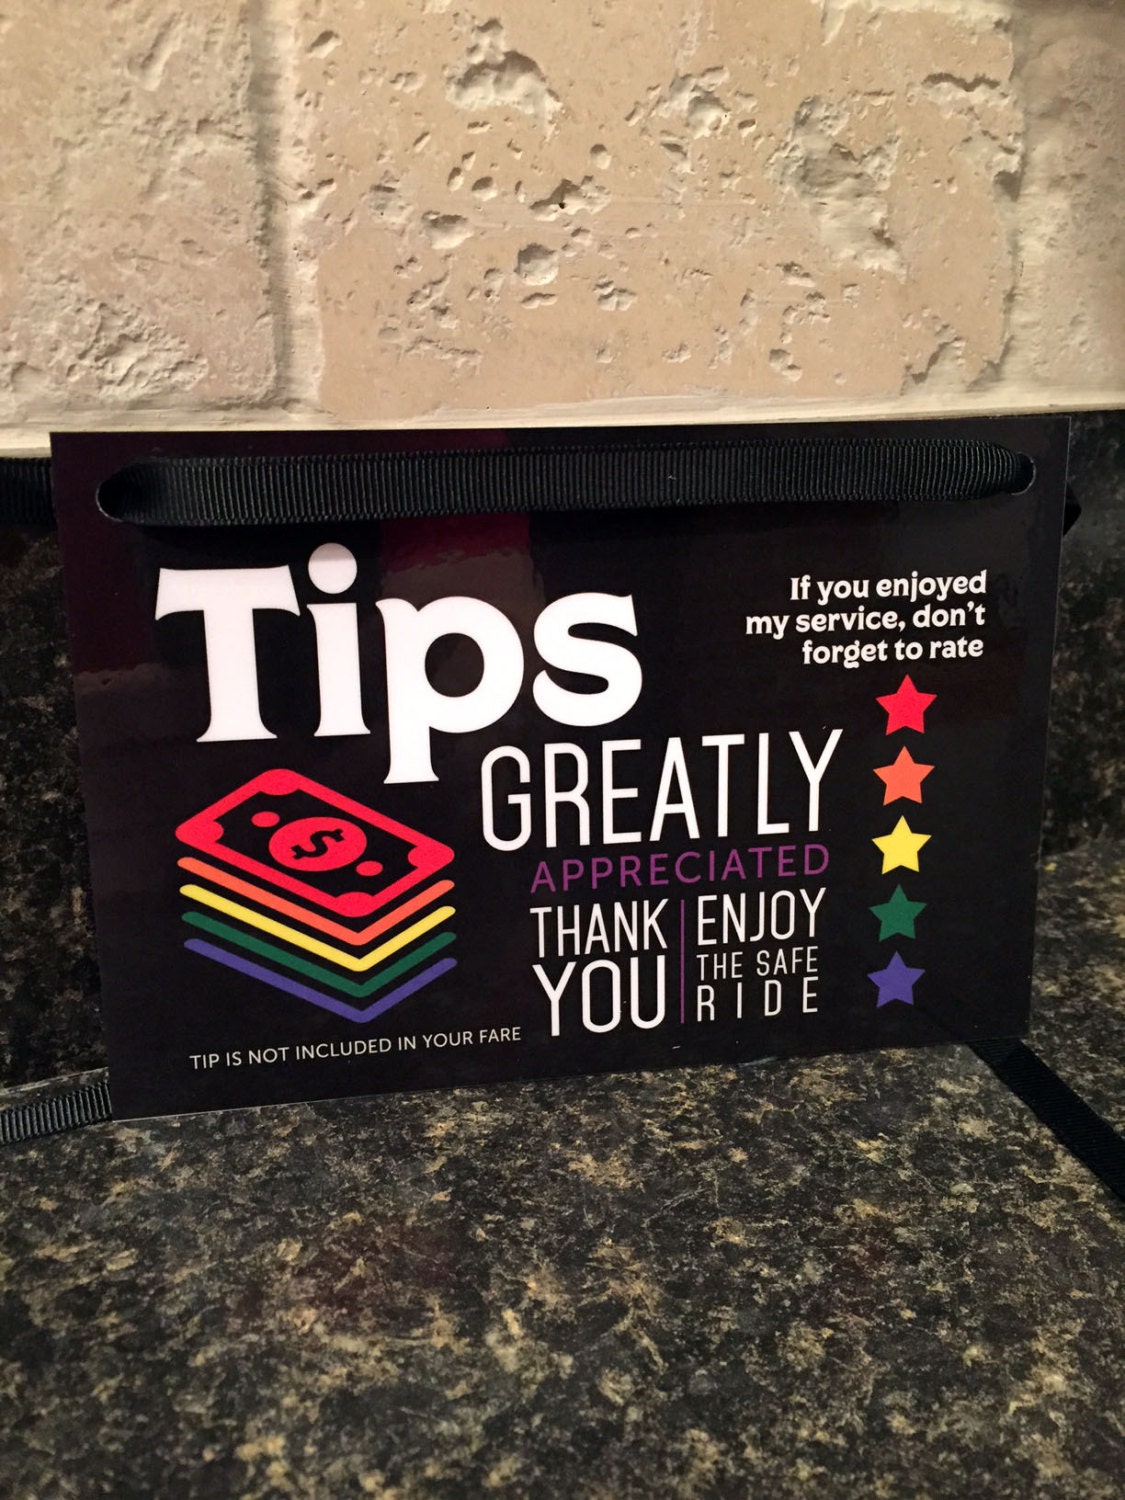 Tips
GREATLY
APPRECIATED
THANK
YOU
ENJOY
THE SAFE
RIDE
If you enjoyed
my service, don't
forget to rate
$
TIP IS NOT INCLUDED IN YOUR FARE